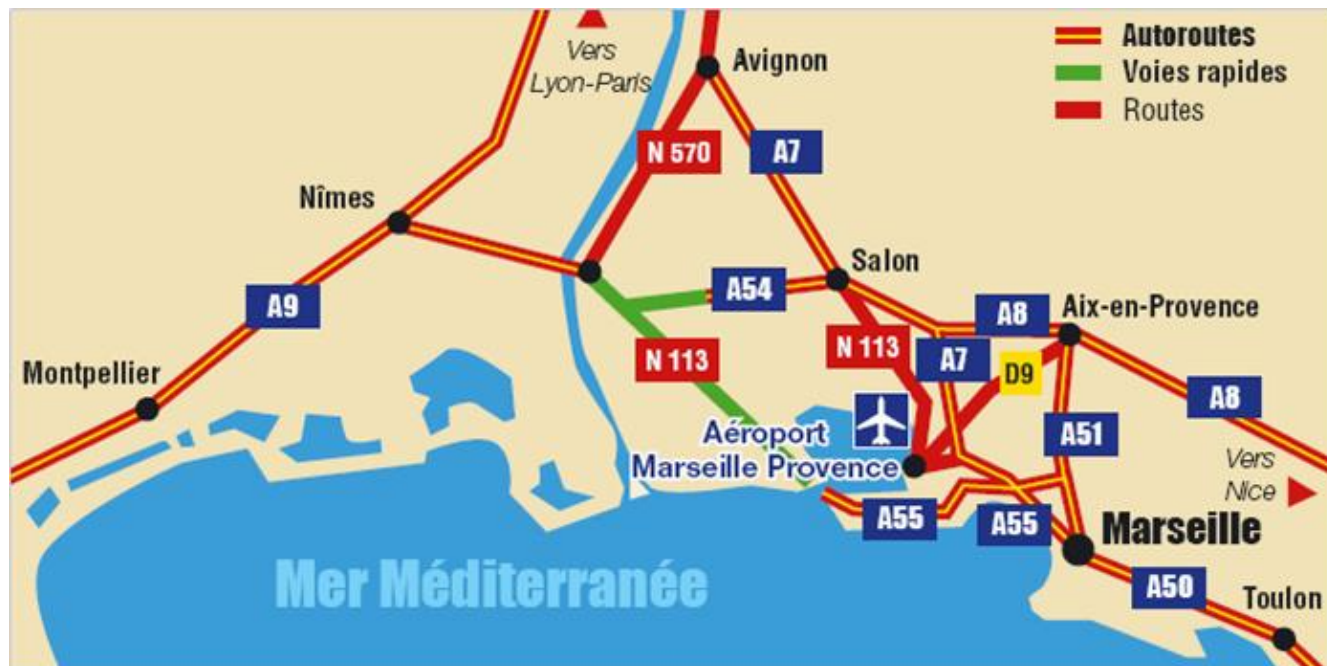 Vers
Lyon-Paris
Avignon
Autoroutes
Voies rapides
Routes
N 570
A7
Nîmes
Salon
A9
A54
A8
Aix-en-Provence
N 113
N 113
A7
D9
Montpellier
A8
Aéroport
Marseille Provence
A51
Vers
Nice
A55
A55
Marseille
Mer Méditerranée
A50
Toulon